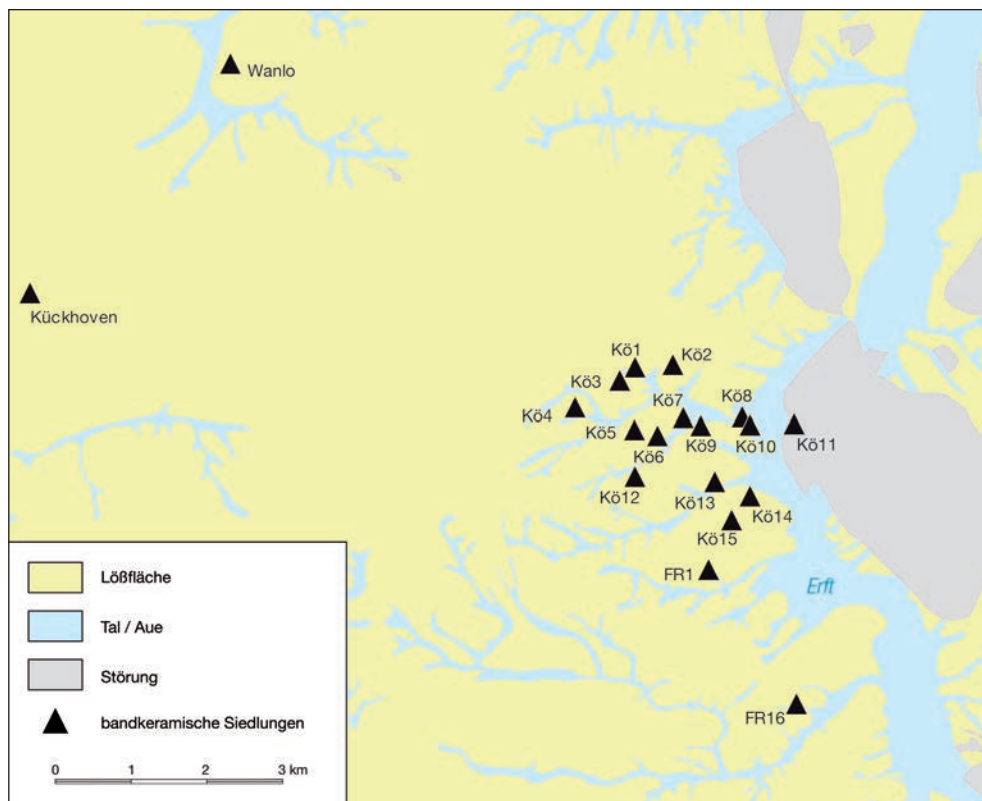 Wanlo
Kückhoven
Kö1
Kö2
Kö3
Kö4
Kö7
Kö8
Kö5
Kö9
Kö10
Kö11
Kö6
Kö12
Kö13
Kö14
Kö15
FR1
Erft
FR16
Lößfläche
Tal / Aue
Störung
bandkeramische Siedlungen
0 1 2 3 km